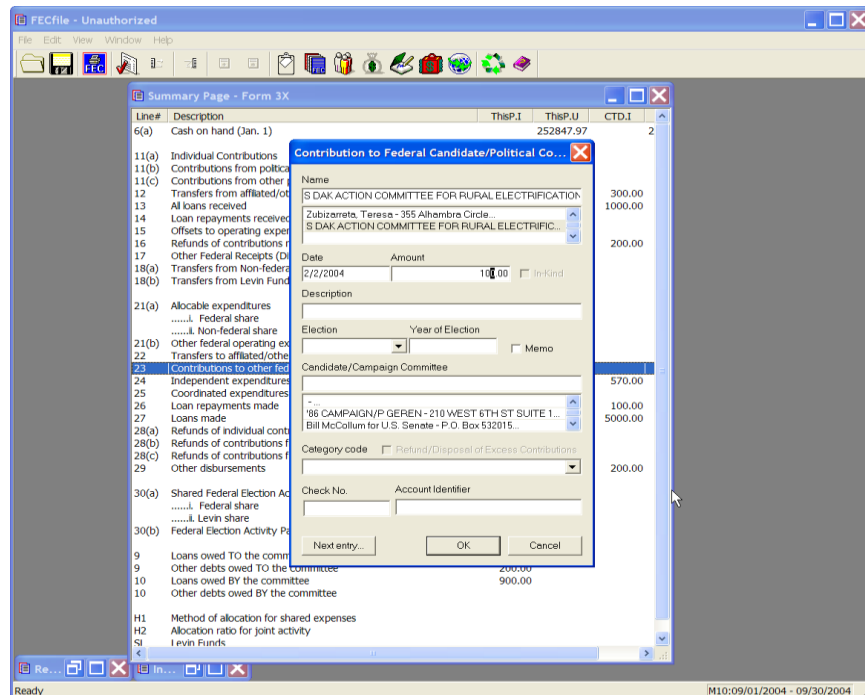 FECfile - Unauthorized
File Edit View Window Help
Summary Page - Form 3X
Line# Description ThisP.I ThisP.U CTD.I
6(a) Cash on hand (Jan. 1) 252847.97 2
11(a) Individual Contributions
11(b) Contributions from politica
11(c) Contributions from other p
12 Transfers from affiliated/ot 300.00
13 All loans received 1000.00
14 Loan repayments received
15 Offsets to operating exper
16 Refunds of contributions r 200.00
17 Other Federal Receipts (Di
18(a) Transfers from Non-federa
18(b) Transfers from Levin Fund
21(a) Allocable expenditures
......i. Federal share
......ii. Non-federal share
21(b) Other federal operating ex
22 Transfers to affiliated/othe
23 Contributions to other fed
24 Independent expenditures 570.00
25 Coordinated expenditures
26 Loan repayments made 100.00
27 Loans made 5000.00
28(a) Refunds of individual conti
28(b) Refunds of contributions f
28(c) Refunds of contributions f
29 Other disbursements 200.00
30(a) Shared Federal Election Ac
......i. Federal share
......ii. Levin share
30(b) Federal Election Activity Pa
9 Loans owed TO the comm
9 Other debts owed TO the committee 200.00
10 Loans owed BY the committee 900.00
10 Other debts owed BY the committee
H1 Method of allocation for shared expenses
H2 Allocation ratio for joint activity
SL Levin Funds
Contribution to Federal Candidate/Political Co...
Name
S DAK ACTION COMMITTEE FOR RURAL ELECTRIFICATION
Zubizarreta, Teresa - 355 Alhambra Circle...
S DAK ACTION COMMITTEE FOR RURAL ELECTRIFIC...
Date Amount
2/2/2004 100.00 In-Kind
Description
Election Year of Election
Memo
Candidate/Campaign Committee
- ...
'86 CAMPAIGN/P GEREN - 210 WEST 6TH ST SUITE 1...
Bill McCollum for U.S. Senate - P.O. Box 532015...
Category code Refund/Disposal of Excess Contributions
Check No. Account Identifier
Next entry... OK Cancel
Re... In...
Ready M10:09/01/2004 - 09/30/2004